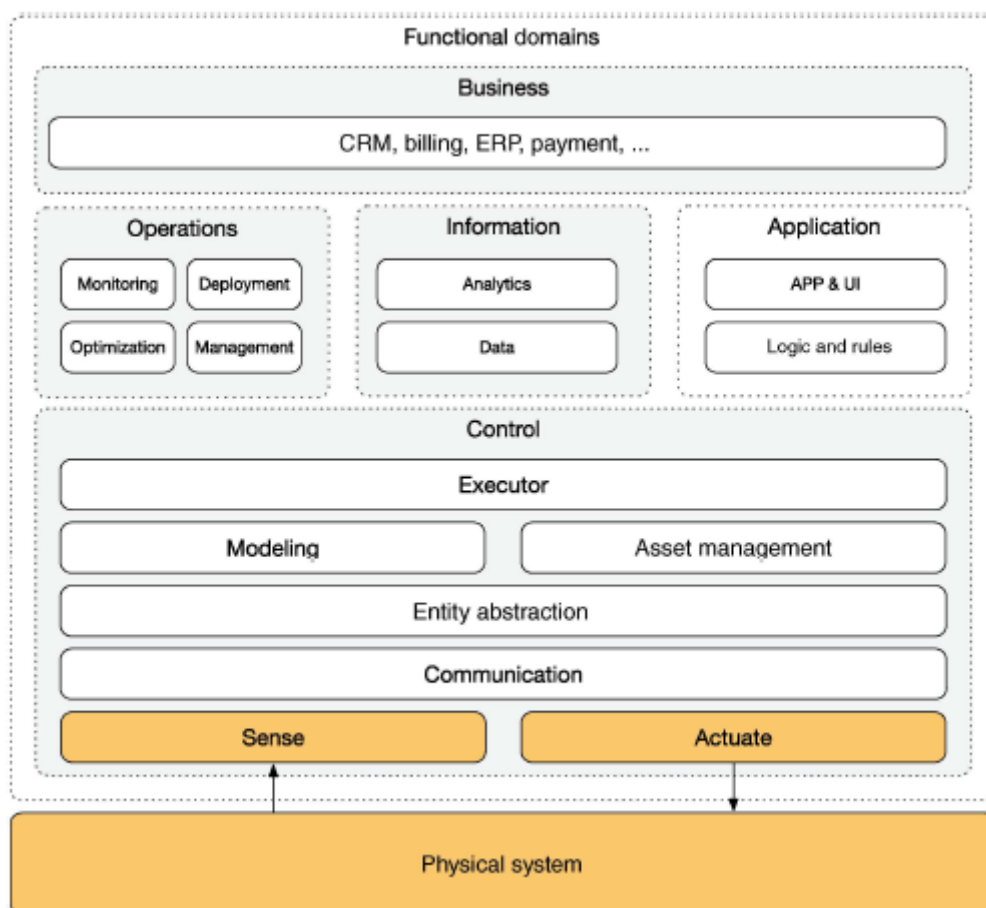 Functional domains
Business
CRM, billing, ERP, payment, ...
Operations
Information
Application
Monitoring
Deployment
Analytics
APP & UI
Optimization
Management
Data
Logic and rules
Control
Executor
Modeling
Asset management
Entity abstraction
Communication
Sense
Actuate
Physical system